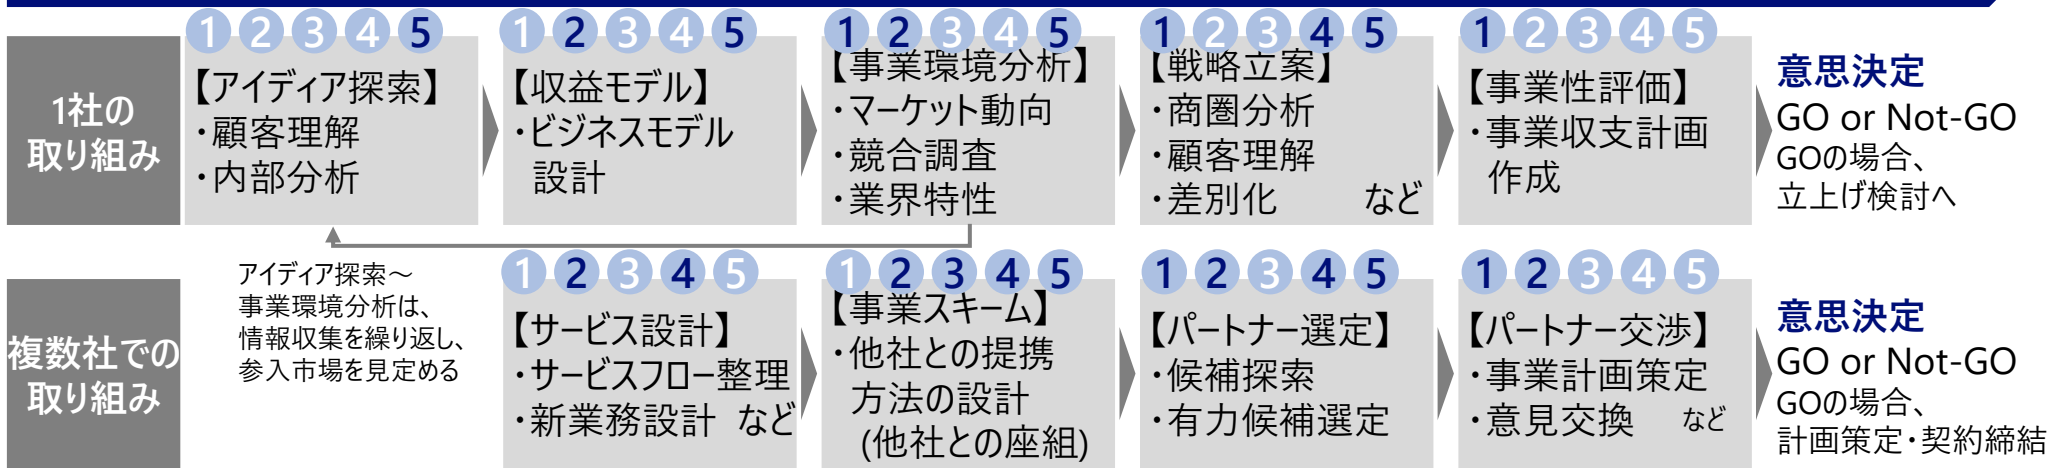 1社の
取り組み
1 2 3 4 5
【アイディア探索】
・顧客理解
・内部分析
1 2 3 4 5
【収益モデル】
・ビジネスモデル
設計
1 2 3 4 5
【事業環境分析】
・マーケット動向
・競合調査
・業界特性
1 2 3 4 5
【戦略立案】
・商圏分析
・顧客理解
・差別化 など
1 2 3 4 5
【事業性評価】
・事業収支計画
作成
意思決定
GO or Not-GO
GOの場合、
立上げ検討へ
アイディア探索～
事業環境分析は、
情報収集を繰り返し、
参入市場を見定める
複数社での
取り組み
1 2 3 4 5
【サービス設計】
・サービスフロー整理
・新業務設計 など
1 2 3 4 5
【事業スキーム】
・他社との提携
方法の設計
(他社との座組)
1 2 3 4 5
【パートナー選定】
・候補探索
・有力候補選定
1 2 3 4 5
【パートナー交渉】
・事業計画策定
・意見交換 など
意思決定
GO or Not-GO
GOの場合、
計画策定・契約締結